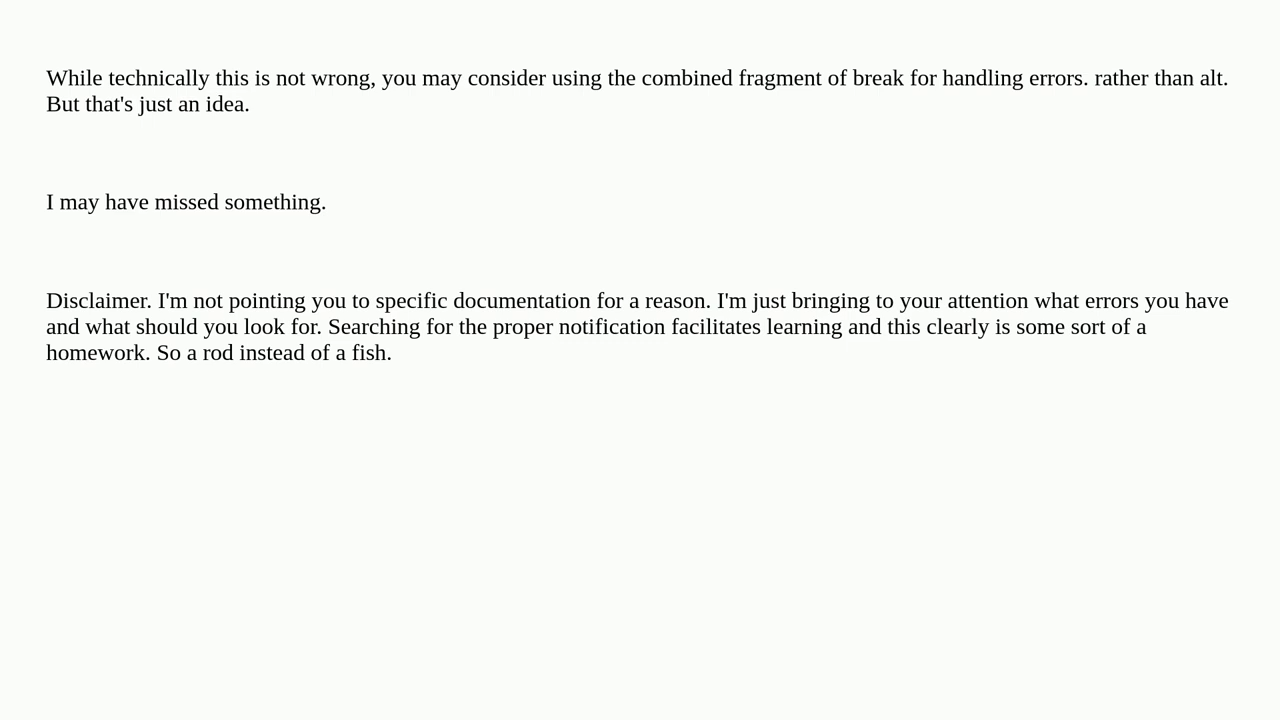 While technically this is not wrong, you may consider using the combined fragment of break for handling errors. rather than alt.
But that's just an idea.
I may have missed something.
Disclaimer. I'm not pointing you to specific documentation for a reason. I'm just bringing to your attention what errors you have
and what should you look for. Searching for the proper notification facilitates learning and this clearly is some sort of a
homework. So a rod instead of a fish.